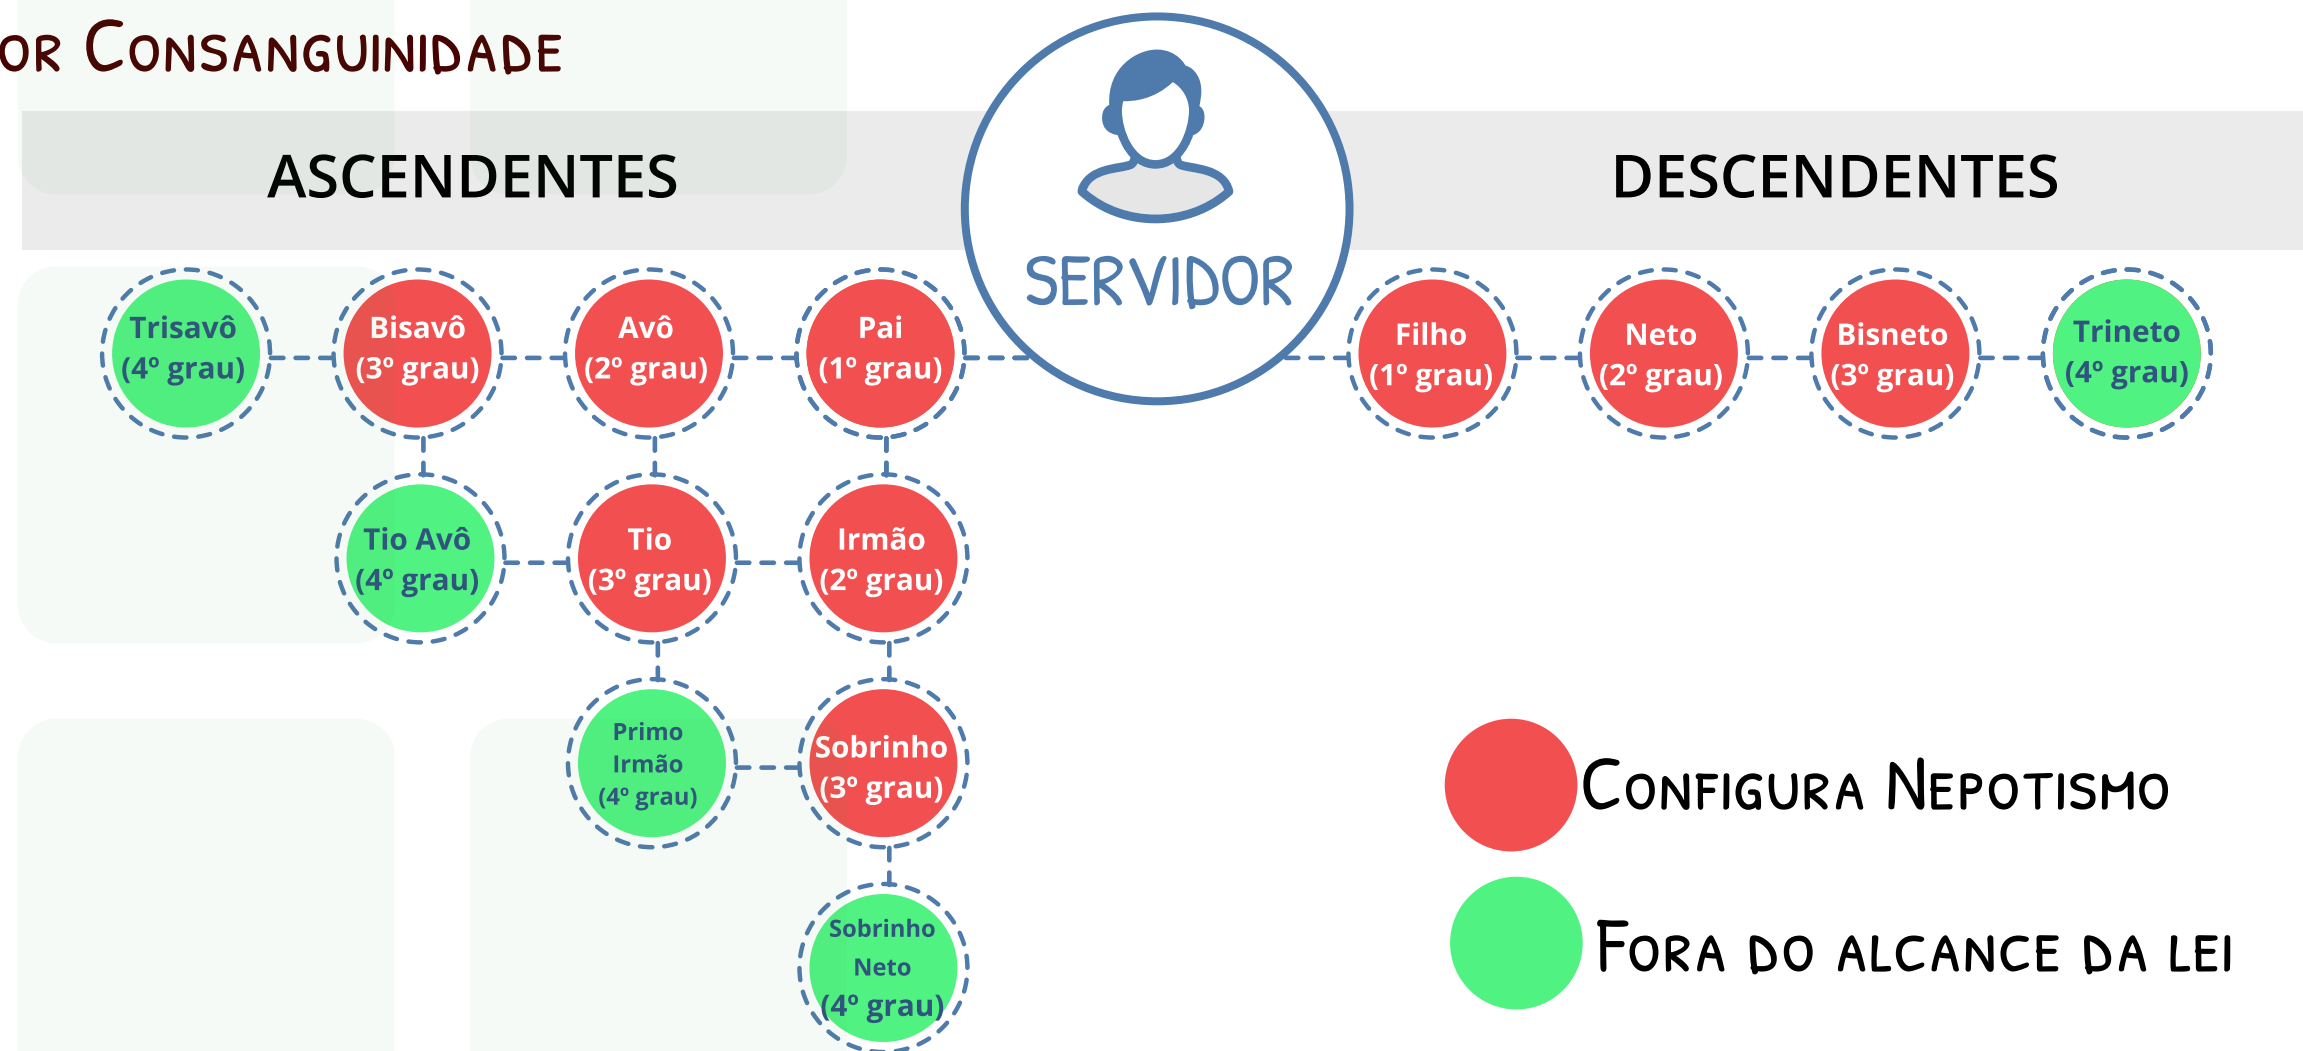 or Consanguinidade
ASCENDENTES
SERVIDOR
DESCENDENTES
Trisavô
(4º grau)
Bisavô
(3º grau)
Avô
(2º grau)
Pai
(1º grau)
Filho
(1º grau)
Neto
(2º grau)
Bisneto
(3º grau)
Trineto
(4º grau)
Tio Avô
(4º grau)
Tio
(3º grau)
Irmão
(2º grau)
Primo
Irmão
(4º grau)
Sobrinho
(3º grau)
Sobrinho
Neto
(4º grau)
Configura Nepotismo
Fora do alcance da lei